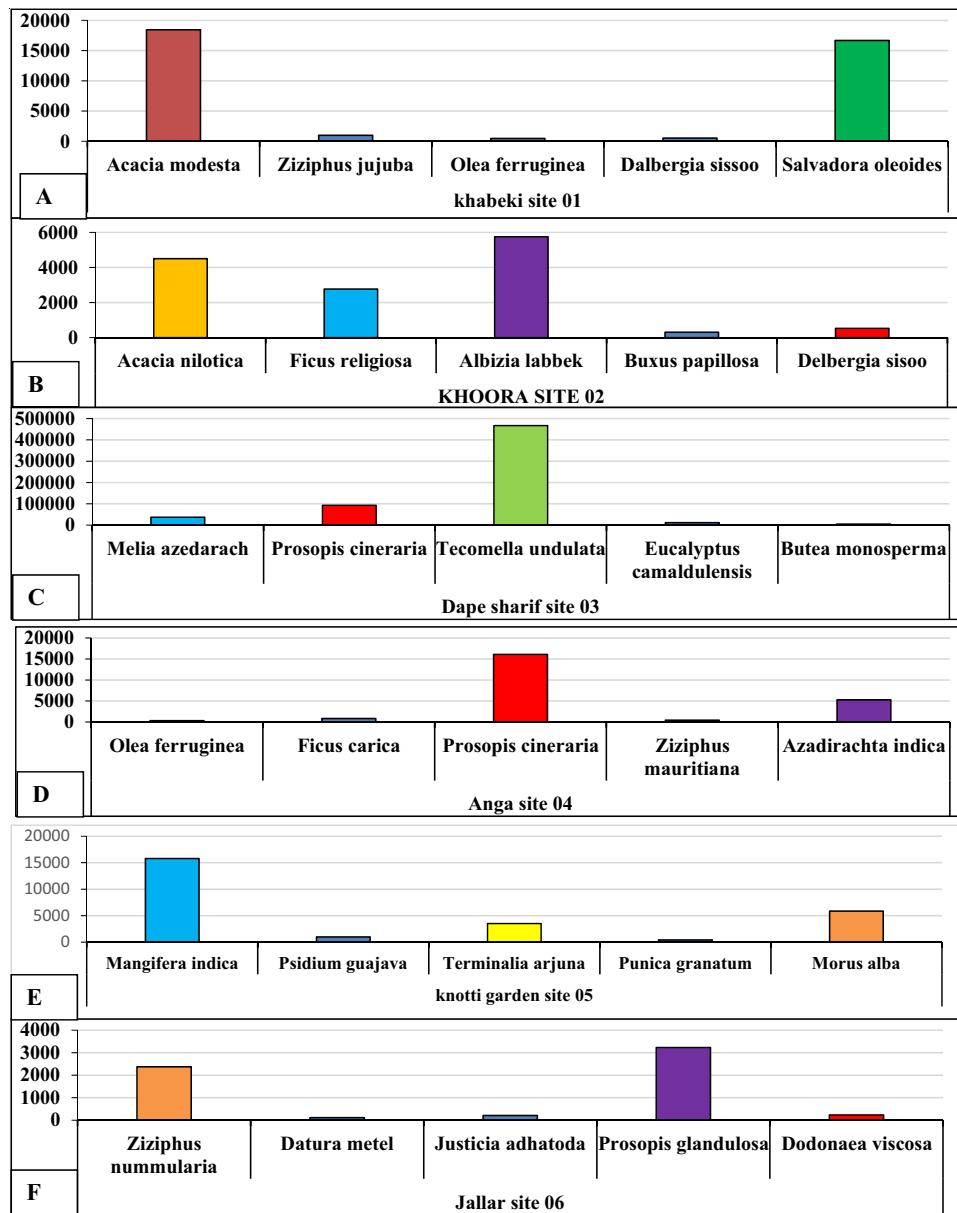 20000
15000
10000
5000
0
Acacia modesta Ziziphus jujuba Olea ferruginea Dalbergia sissoo Salvadora oleoides
A
khabeki site 01
6000
4000
2000
0
Acacia nilotica Ficus religiosa Albizia labbek Buxus papillosa Delbergia sisoo
B
KHOORA SITE 02
500000
400000
300000
200000
100000
0
Melia azedarach Prosopis cineraria Tecomella undulata Eucalyptus camaldulensis Butea monosperma
C
Dape sharif site 03
20000
15000
10000
5000
0
Olea ferruginea Ficus carica Prosopis cineraria Ziziphus mauritiana Azadirachta indica
D
Anga site 04
20000
15000
10000
5000
0
Mangifera indica Psidium guajava Terminalia arjuna Punica granatum Morus alba
E
knotti garden site 05
4000
3000
2000
1000
0
Ziziphus nummularia Datura metel Justicia adhatoda Prosopis glandulosa Dodonaea viscosa
F
Jallar site 06